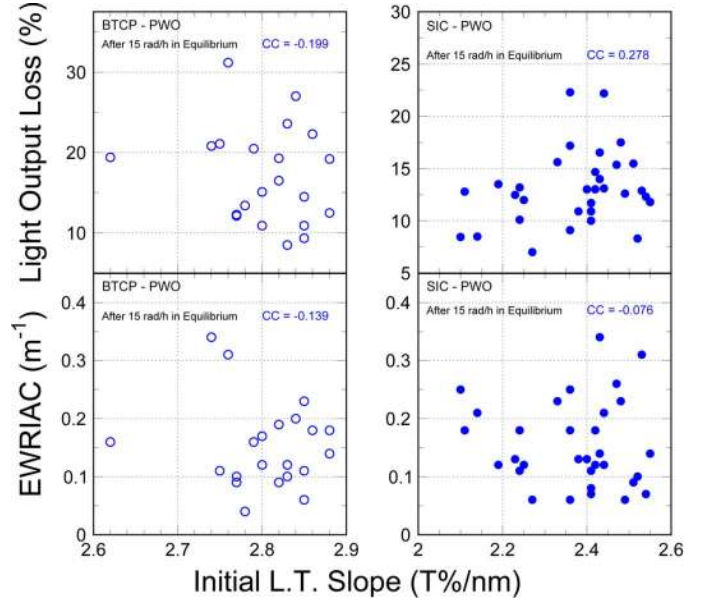 Light Output Loss (%)
BTCP - PWO
After 15 rad/h in Equilibrium CC = -0.199
30
20
10
SIC - PWO
After 15 rad/h in Equilibrium CC = 0.278
30
25
20
15
10
5
EWRIAC (m-1)
BTCP - PWO
After 15 rad/h in Equilibrium CC = -0.139
0.4
0.3
0.2
0.1
0
2.6 2.7 2.8 2.9
SIC - PWO
After 15 rad/h in Equilibrium CC = -0.076
0.4
0.3
0.2
0.1
0
2 2.2 2.4 2.6
Initial L.T. Slope (T%/nm)